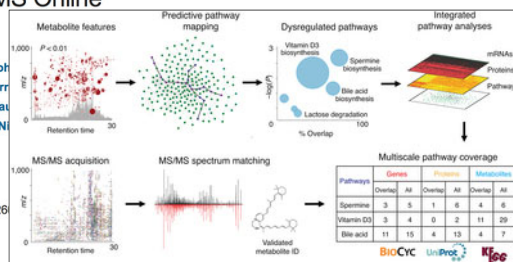 MS Online
Metabolite features
1,000
P < 0.01
m/z
Retention time
30
Predictive pathway
mapping
Dysregulated pathways
3
Vitamin D3
biosynthesis
Spermine
biosynthesis
Bile acid
biosynthesis
Lactose degradation
–log(P)
% Overlap
100
Integrated
pathway analyses
mRNAs
Proteins
Pathway
MS/MS acquisition
1,000
m/z
Retention time
30
MS/MS spectrum matching
Validated
metabolite ID
Multiscale pathway coverage
Pathways Genes Proteins Metabolites
Overlap All Overlap All Overlap All
Spermine 3 5 1 6 4 6
Vitamin D3 3 4 0 2 11 29
Bile acid 11 15 4 13 4 7
BIOCYC UniProt KEGG